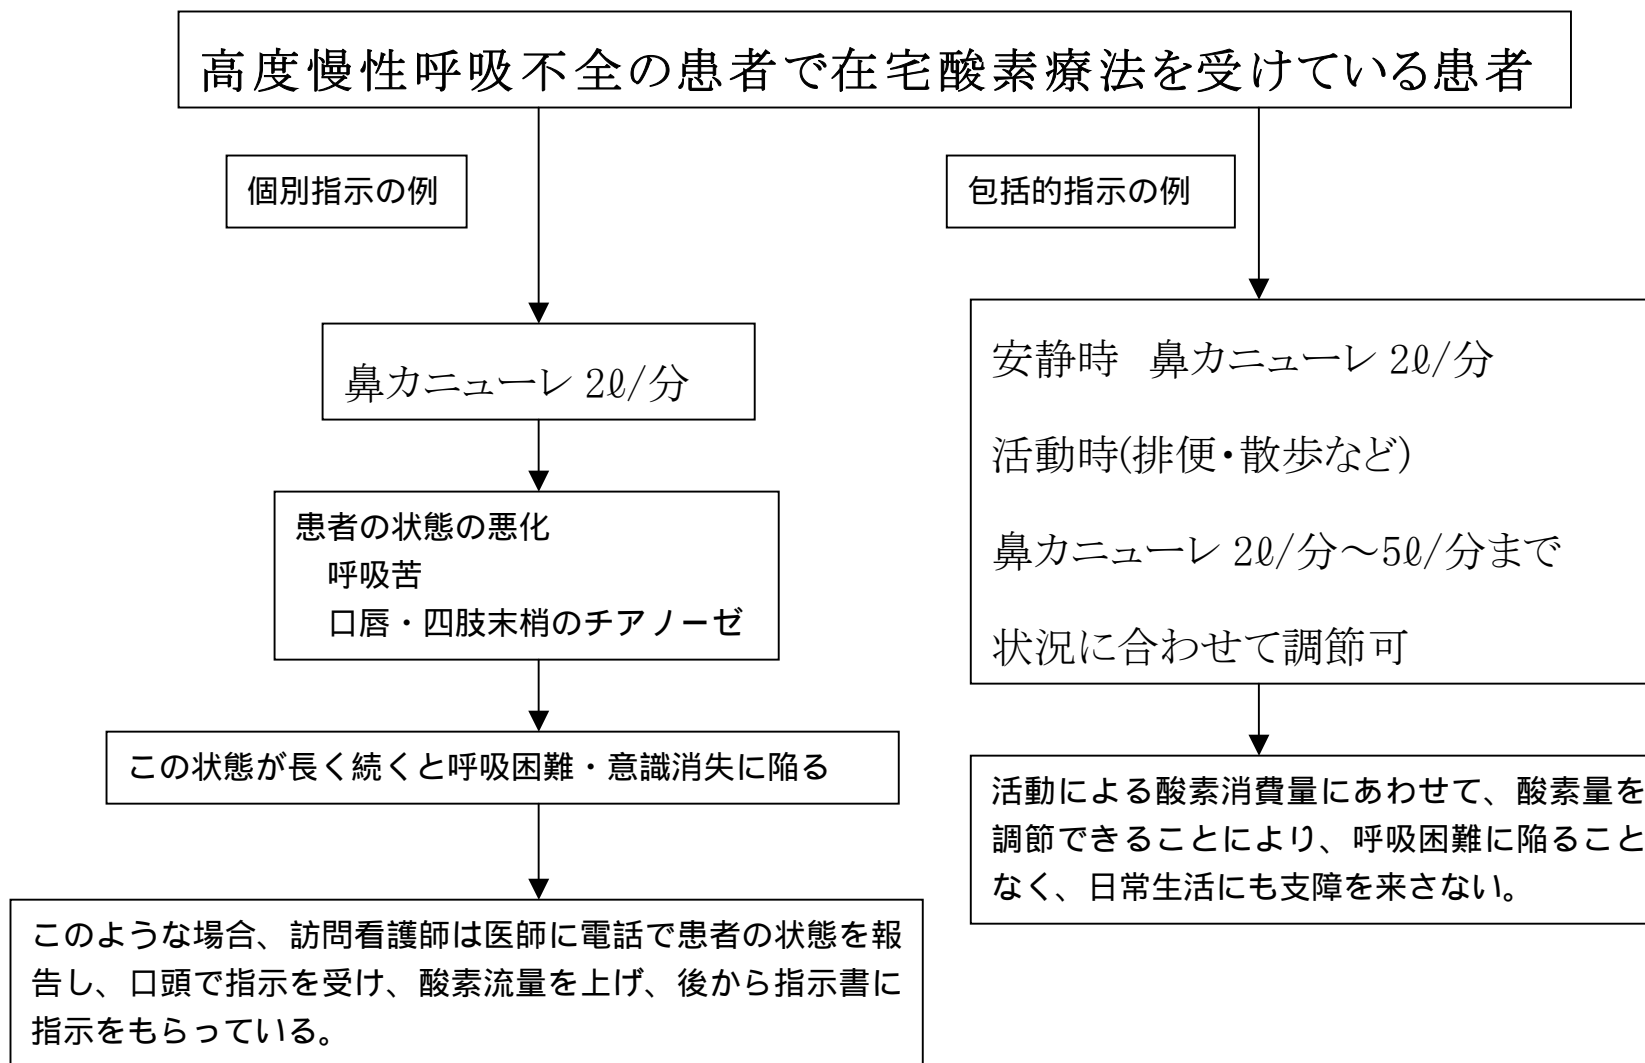 高度慢性呼吸不全の患者で在宅酸素療法を受けている患者
個別指示の例
鼻カニューレ 2ℓ/分
患者の状態の悪化
呼吸苦
口唇・四肢末梢のチアノーゼ
この状態が長く続くと呼吸困難・意識消失に陥る
このような場合、訪問看護師は医師に電話で患者の状態を報
告し、口頭で指示を受け、酸素流量を上げ、後から指示書に
指示をもらっている。
包括的指示の例
安静時 鼻カニューレ 2ℓ/分
活動時(排便・散歩など)
鼻カニューレ 2ℓ/分～5ℓ/分まで
状況に合わせて調節可
活動による酸素消費量にあわせて、酸素量を
調節できることにより、呼吸困難に陥ること
なく、日常生活にも支障を来さない。